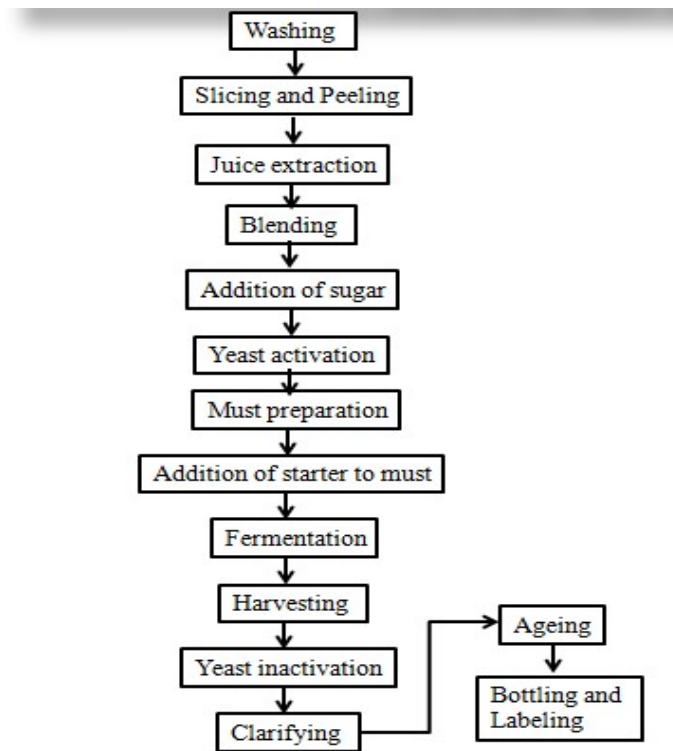 Washing
Slicing and Peeling
Juice extraction
Blending
Addition of sugar
Yeast activation
Must preparation
Addition of starter to must
Fermentation
Harvesting
Yeast inactivation
Clarifying
Ageing
Bottling and
Labeling